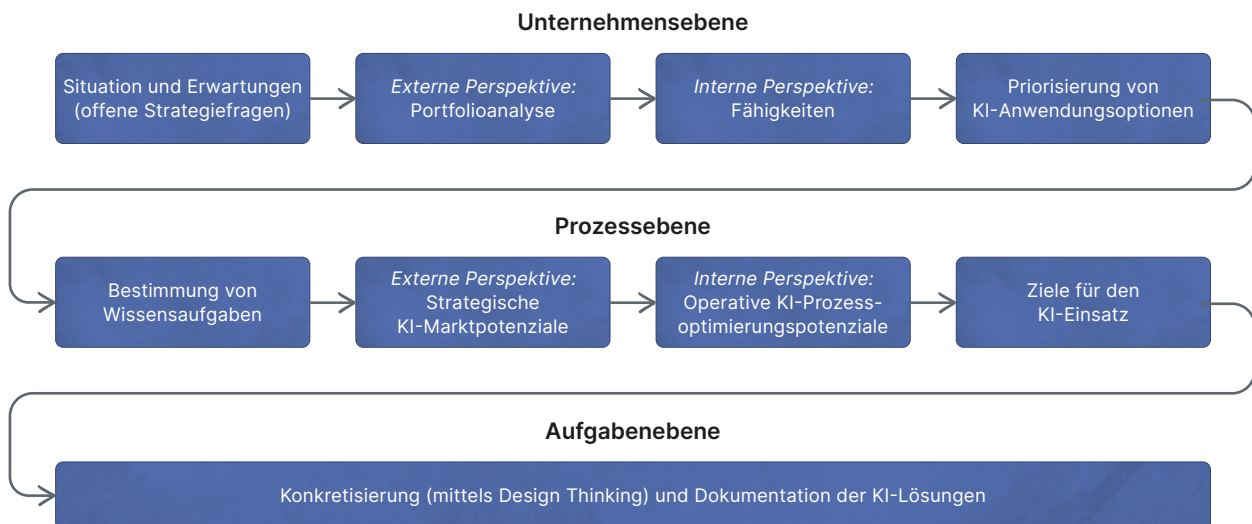 Unternehmensebene
Situation und Erwartungen
(offene Strategiefragen)
Externe Perspektive:
Portfolioanalyse
Interne Perspektive:
Fähigkeiten
Priorisierung von
KI-Anwendungsoptionen
Prozessebene
Bestimmung von
Wissensaufgaben
Externe Perspektive:
Strategische
KI-Marktpotenziale
Interne Perspektive:
Operative KI-Prozess-
optimierungspotenziale
Ziele für den
KI-Einsatz
Aufgabenebene
Konkretisierung (mittels Design Thinking) und Dokumentation der KI-Lösungen